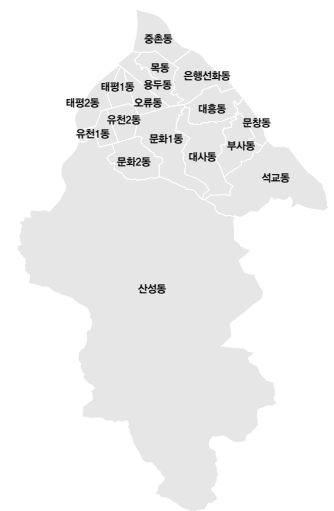 중촌동
목동
은행선화동
태평1동
용두동
태평2동
오류동
대흥동
유천2동
문창동
유천1동
문화1동
부사동
문화2동
대사동
석교동
산성동